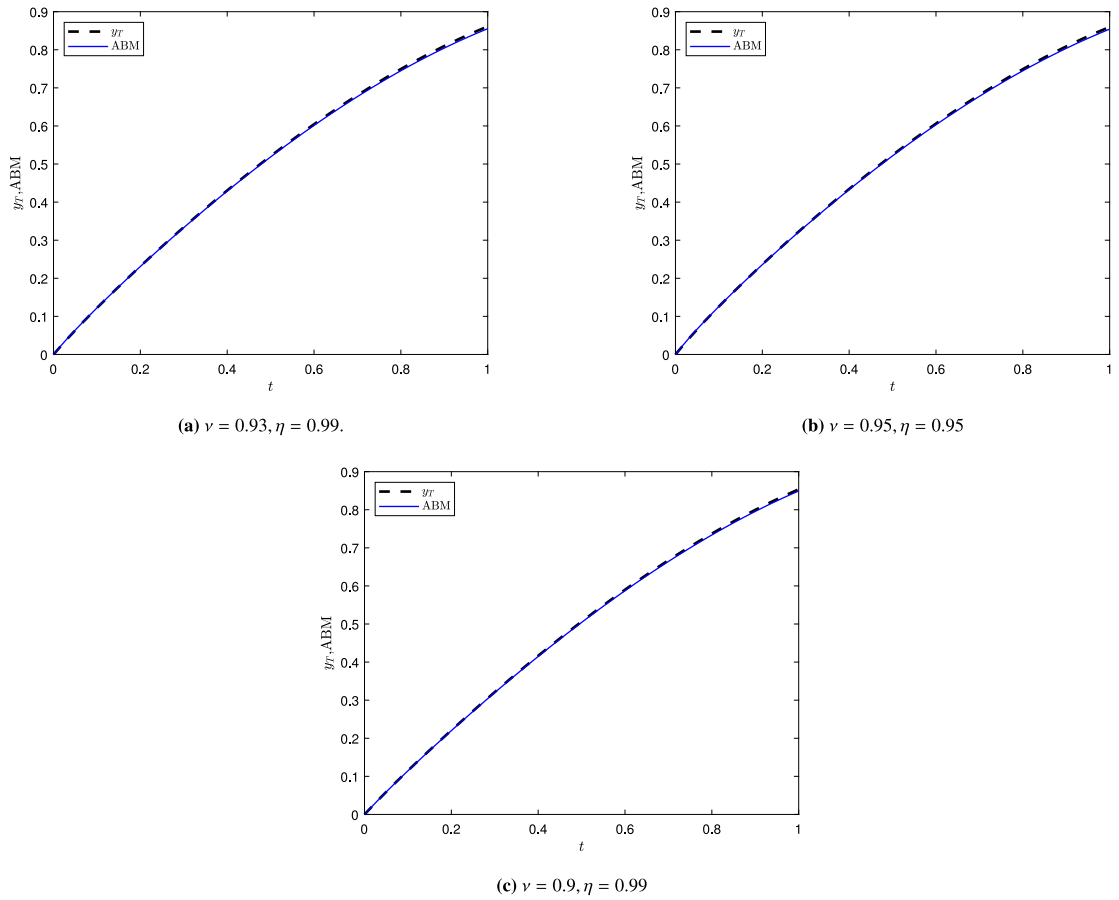 0.9
0.8
0.7
0.6
0.5
0.4
0.3
0.2
0.1
0
y_T,ABM
y_T
ABM
0 0.2 0.4 0.6 0.8 1
t
(a) ν = 0.93, η = 0.99.
0.9
0.8
0.7
0.6
0.5
0.4
0.3
0.2
0.1
0
y_T,ABM
y_T
ABM
0 0.2 0.4 0.6 0.8 1
t
(b) ν = 0.95, η = 0.95
0.9
0.8
0.7
0.6
0.5
0.4
0.3
0.2
0.1
0
y_T,ABM
y_T
ABM
0 0.2 0.4 0.6 0.8 1
t
(c) ν = 0.9, η = 0.99